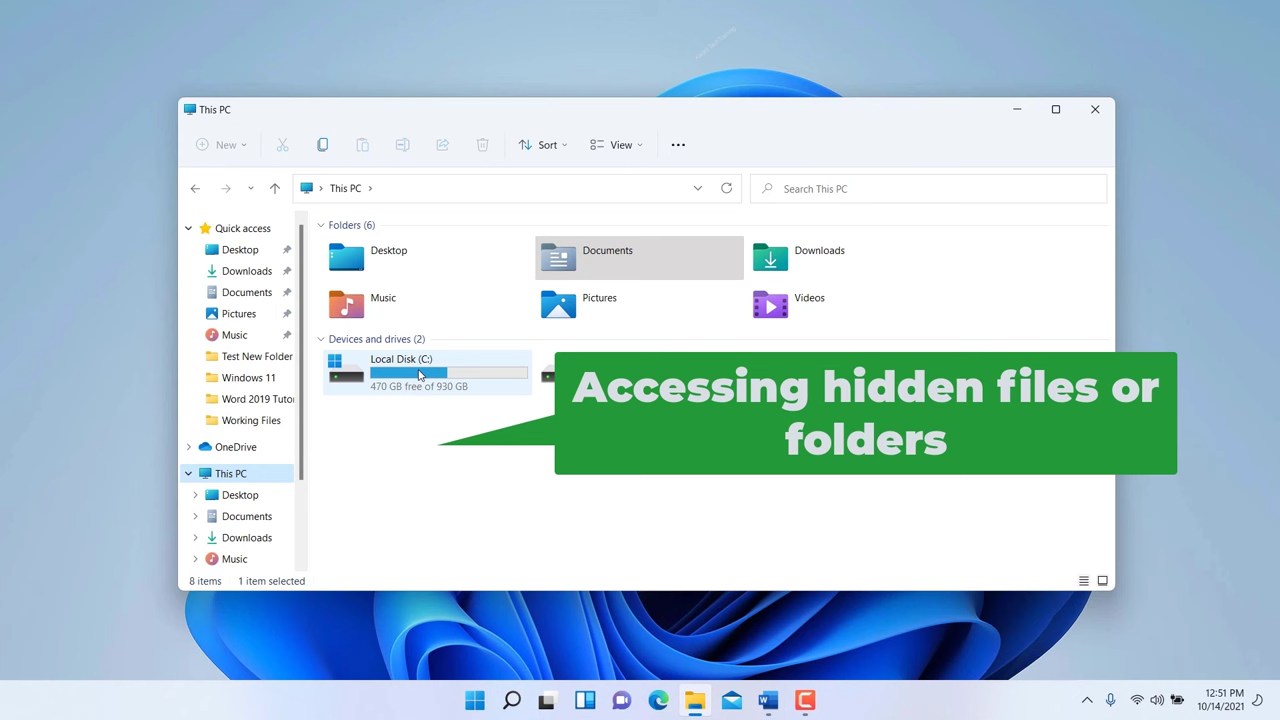 This PC
New
Sort
View
This PC
Search This PC
Quick access
Desktop
Downloads
Documents
Pictures
Music
Test New Folder
Windows 11
Word 2019 Tuto
Working Files
OneDrive
This PC
Desktop
Documents
Downloads
Music
Folders (6)
Desktop
Documents
Downloads
Music
Pictures
Videos
Devices and drives (2)
Local Disk (C:)
470 GB free of 930 GB
Accessing hidden files or
folders
8 items 1 item selected
12:51 PM
10/14/2021